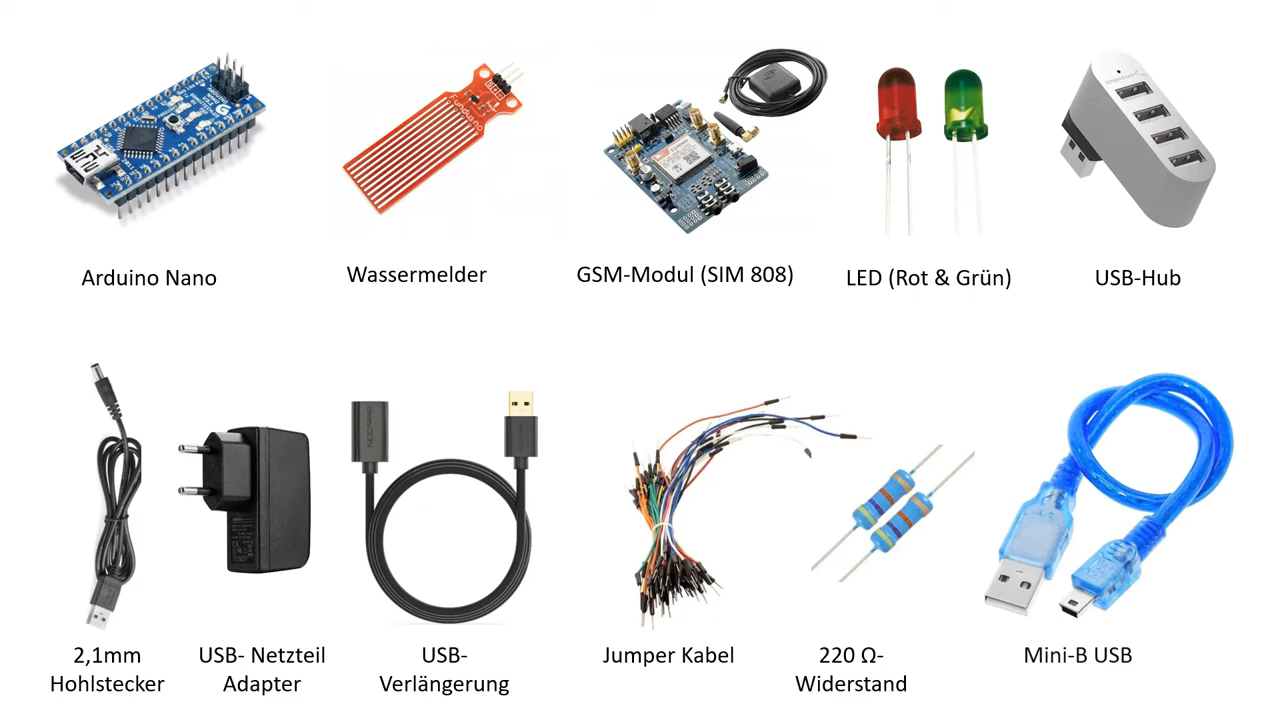 Funduino
Arduino Nano
Wassermelder
GSM-Modul (SIM 808)
LED (Rot & Grün)
USB-Hub
2,1mm
Hohlstecker
USB- Netzteil
Adapter
USB-
Verlängerung
Jumper Kabel
220 Ω-
Widerstand
Mini-B USB